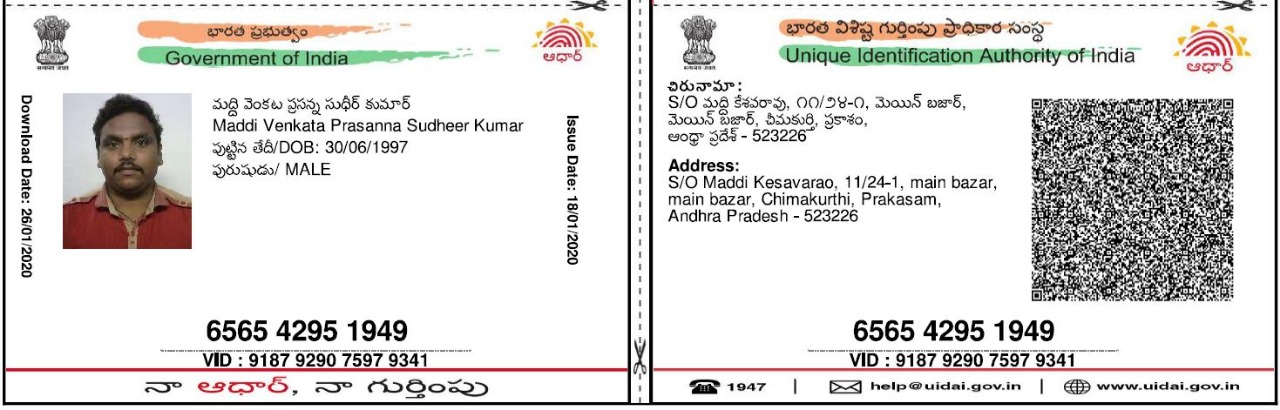 భారత ప్రభుత్వం
Government of India
ఆధార్
Download Date: 26/01/2020
మద్ది వెంకట ప్రసన్న సుధీర్ కుమార్
Maddi Venkata Prasanna Sudheer Kumar
పుట్టిన తేదీ/DOB: 30/06/1997
పురుషుడు/ MALE
Issue Date: 18/01/2020
6565 4295 1949
VID : 9187 9290 7597 9341
నా ఆధార్, నా గుర్తింపు
భారత విశిష్ట గుర్తింపు ప్రాధికార సంస్థ
Unique Identification Authority of India
ఆధార్
చిరునామా:
S/O మద్ది కేశవరావు, ౧౧/౨౪-౧, మెయిన్ బజార్,
మెయిన్ బజార్, చీమకుర్తి, ప్రకాశం,
ఆంధ్రా ప్రదేశ్ - 523226
Address:
S/O Maddi Kesavarao, 11/24-1, main bazar,
main bazar, Chimakurthi, Prakasam,
Andhra Pradesh - 523226
6565 4295 1949
VID : 9187 9290 7597 9341
1947 | help@uidai.gov.in | www.uidai.gov.in